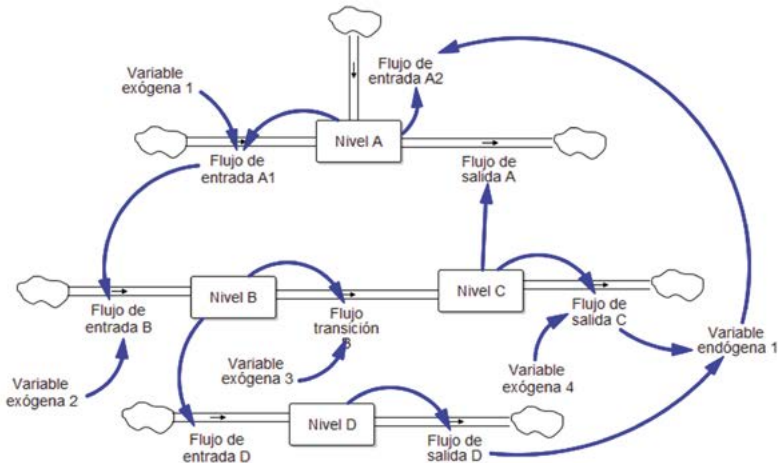 Variable
exógena 1
Flujo de
entrada A2
Nivel A
Flujo de
entrada A1
Flujo de
salida A
Nivel B
Nivel C
Flujo de
entrada B
Flujo
transición
B
Flujo de
salida C
Variable
endógena 1
Variable
exógena 2
Variable
exógena 3
Variable
exógena 4
Nivel D
Flujo de
entrada D
Flujo de
salida D